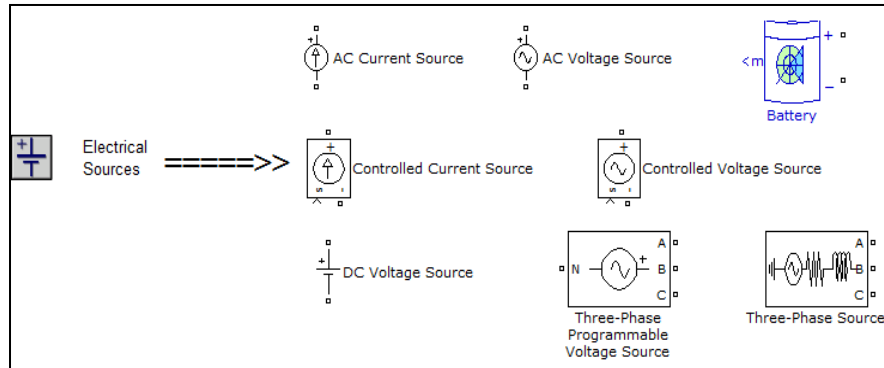 +
AC Current Source
+
AC Voltage Source
<m
+
−
Battery
+
Electrical
Sources
=====>>
+
s −
Controlled Current Source
+
s −
Controlled Voltage Source
+
DC Voltage Source
N
+
A
B
C
Three-Phase
Programmable
Voltage Source
A
B
C
Three-Phase Source